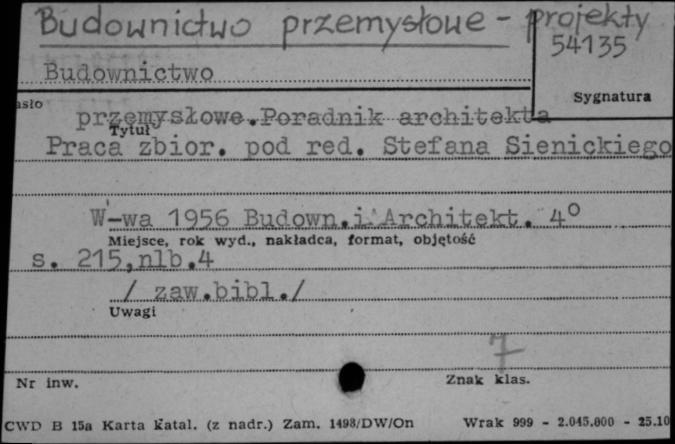 Budownictwo przemysłowe - projekty
54135
Budownictwo
Sygnatura
asło
przemysłowe.Poradnik architekta
Tytuł
Praca zbior. pod red. Stefana Sienickiego
W-wa 1956 Budown.i Architekt. 4°
Miejsce, rok wyd., nakładca, format, objętość
s. 215,nlb.4
/ zaw.bibl./
Uwagi
7
Nr inw.
Znak klas.
CWD B 15a Karta katal. (z nadr.) Zam. 1498/DW/On Wrak 999 - 2.045.000 - 25.10